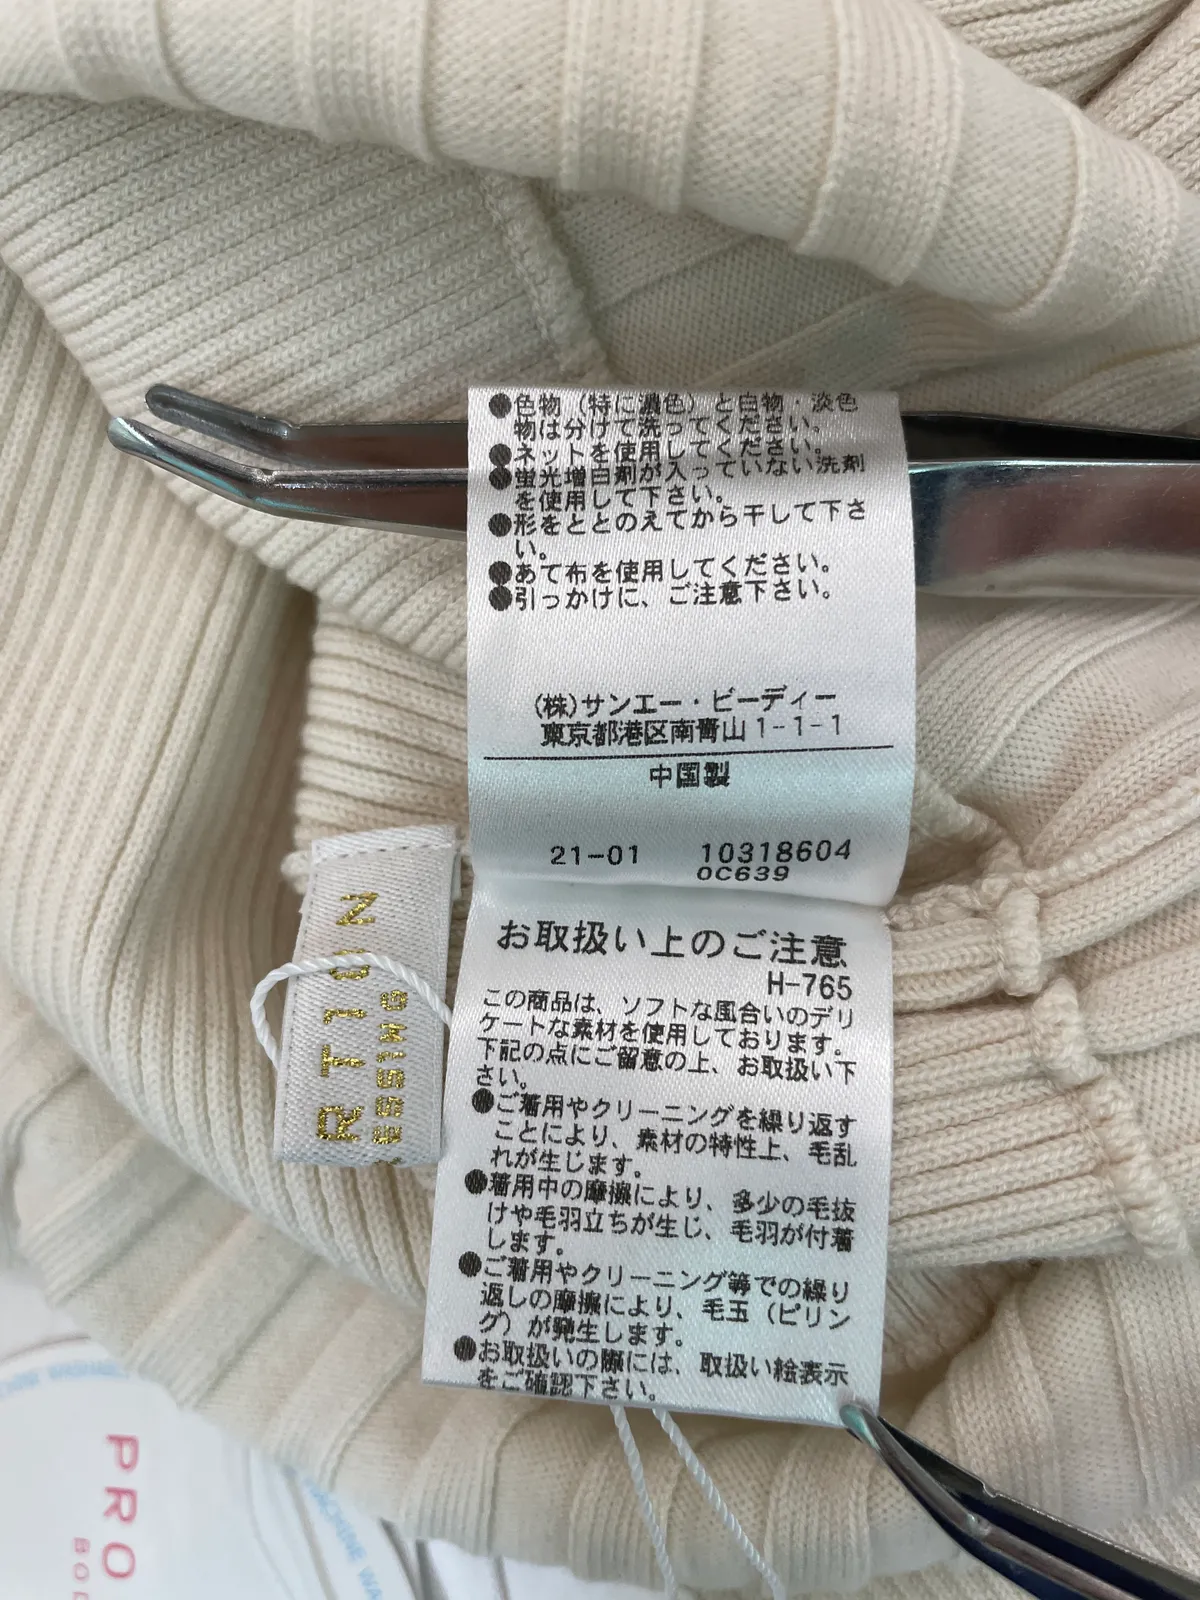 ●色物（特に濃色）と白物・淡色
物は分けて洗ってください。
●ネットを使用してください。
●蛍光増白剤が入っていない洗剤
を使用して下さい。
●形をととのえてから干して下さ
い。
●あて布を使用してください。
●引っかけに、ご注意下さい。
(株)サンエー・ビーディー
東京都港区南青山1-1-1
中国製
21-01 10318604
0C639
お取扱い上のご注意
H-765
この商品は、ソフトな風合いのデリ
ケートな素材を使用しております。
下記の点にご留意の上、お取扱い下
さい。
●ご着用やクリーニングを繰り返す
ことにより、素材の特性上、毛乱
れが生じます。
●着用中の摩擦により、多少の毛抜
けや毛羽立ちが生じ、毛羽が付着
します。
●ご着用やクリーニング等での繰り
返しの摩擦により、毛玉（ピリン
グ）が発生します。
●お取扱いの際には、取扱い絵表示
をご確認下さい。
RTION
ESSING
PRO
BOD
MACHINE WA